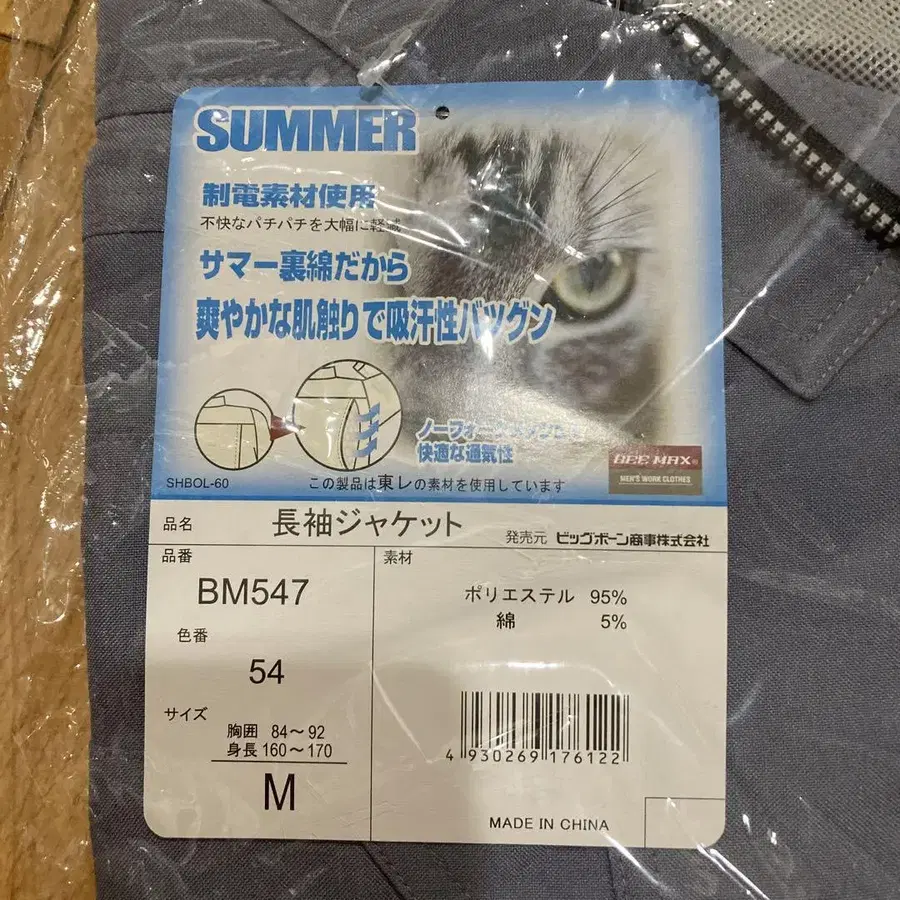 SUMMER
制電素材使用
不快なパチパチを大幅に軽減
サマー裏綿だから
爽やかな肌触りで吸汗性バツグン
快適な通気性
BEE MAX®
MEN'S WORK CLOTHES
SHBOL-60
この製品は東レの素材を使用しています
品名 長袖ジャケット
発売元 ビッグボーン商事株式会社
品番
BM547
色番
54
サイズ
胸囲 84～92
身長 160～170
M
素材
ポリエステル 95%
綿 5%
4 930269 176122
MADE IN CHINA